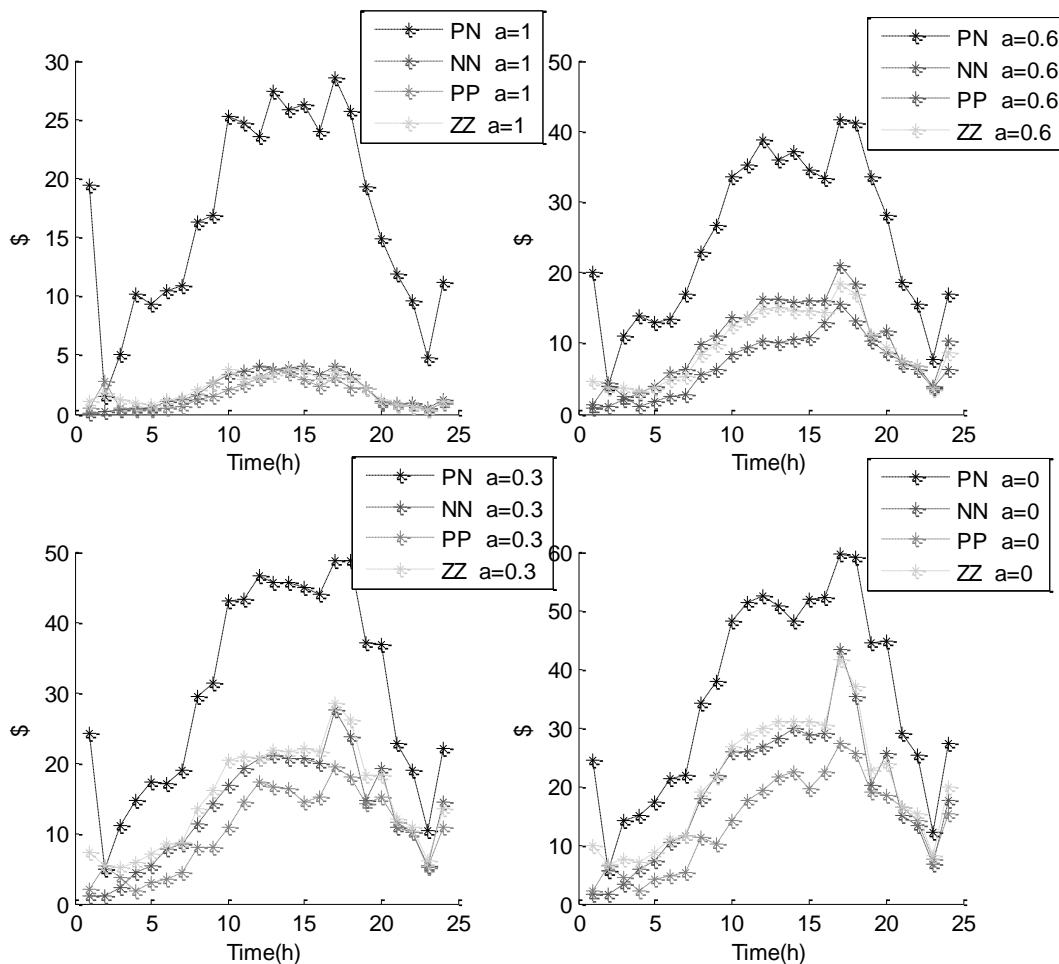 PN a=1
NN a=1
PP a=1
ZZ a=1
30
25
20
15
10
5
0
$
0 5 10 15 20 25
Time(h)
PN a=0.6
NN a=0.6
PP a=0.6
ZZ a=0.6
50
40
30
20
10
0
$
0 5 10 15 20 25
Time(h)
PN a=0.3
NN a=0.3
PP a=0.3
ZZ a=0.3
50
40
30
20
10
0
$
0 5 10 15 20 25
Time(h)
PN a=0
NN a=0
PP a=0
ZZ a=0
60
50
40
30
20
10
0
$
0 5 10 15 20 25
Time(h)